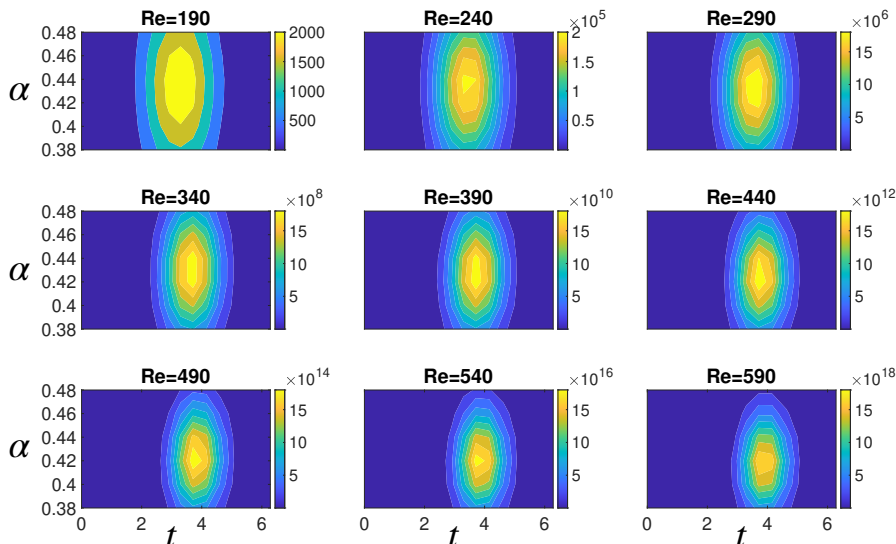 Re=190 Re=240 Re=290
×10^5 ×10^6
0.48 2000 2 15
0.46 1500 1.5
α 0.44 1000 1 10
0.42 500 0.5 5
0.4
0.38
Re=340 Re=390 Re=440
×10^8 ×10^10 ×10^12
0.48 15 15 15
0.46
α 0.44 10 10 10
0.42 5 5 5
0.4
0.38
Re=490 Re=540 Re=590
×10^14 ×10^16 ×10^18
0.48 15 15 15
0.46
α 0.44 10 10 10
0.42 5 5 5
0.4
0.38
0 2 4 6 0 2 4 6 0 2 4 6
t t t